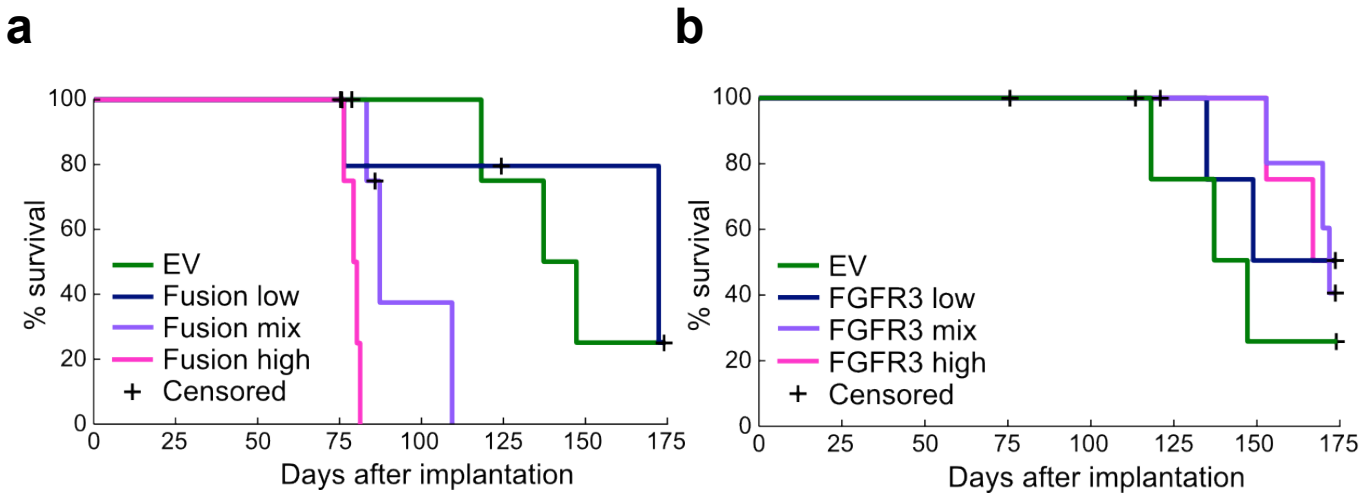 a
% survival
100
80
60
40
20
0
EV
Fusion low
Fusion mix
Fusion high
Censored
0 25 50 75 100 125 150 175
Days after implantation
b
% survival
100
80
60
40
20
0
EV
FGFR3 low
FGFR3 mix
FGFR3 high
Censored
0 25 50 75 100 125 150 175
Days after implantation